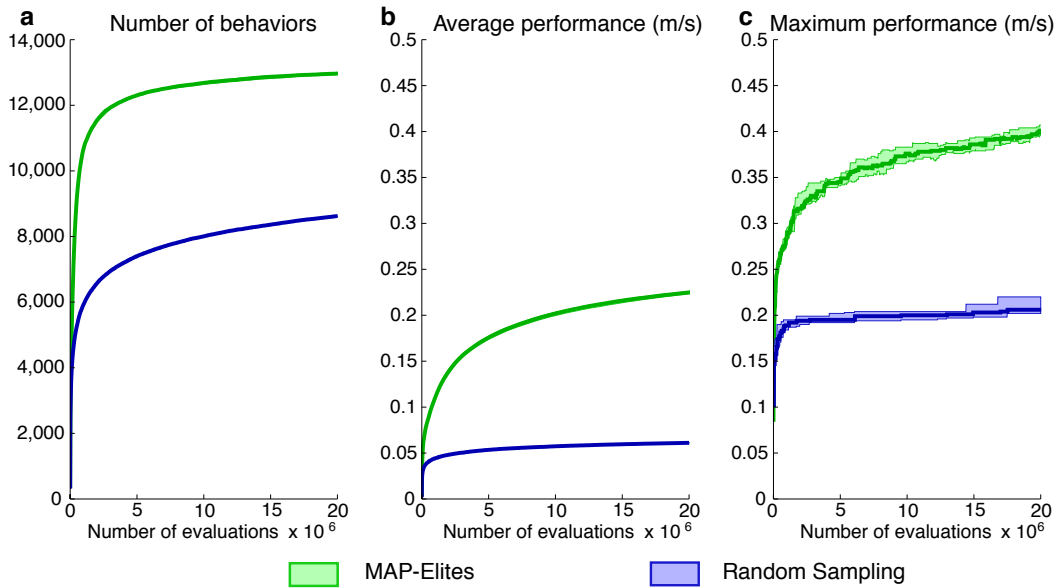 a Number of behaviors
14,000
12,000
10,000
8,000
6,000
4,000
2,000
0
0 5 10 15 20
Number of evaluations x 10 6
b Average performance (m/s)
0.5
0.45
0.4
0.35
0.3
0.25
0.2
0.15
0.1
0.05
0
0 5 10 15 20
Number of evaluations x 10 6
c Maximum performance (m/s)
0.5
0.45
0.4
0.35
0.3
0.25
0.2
0.15
0.1
0.05
0
0 5 10 15 20
Number of evaluations x 10 6
MAP-Elites
Random Sampling